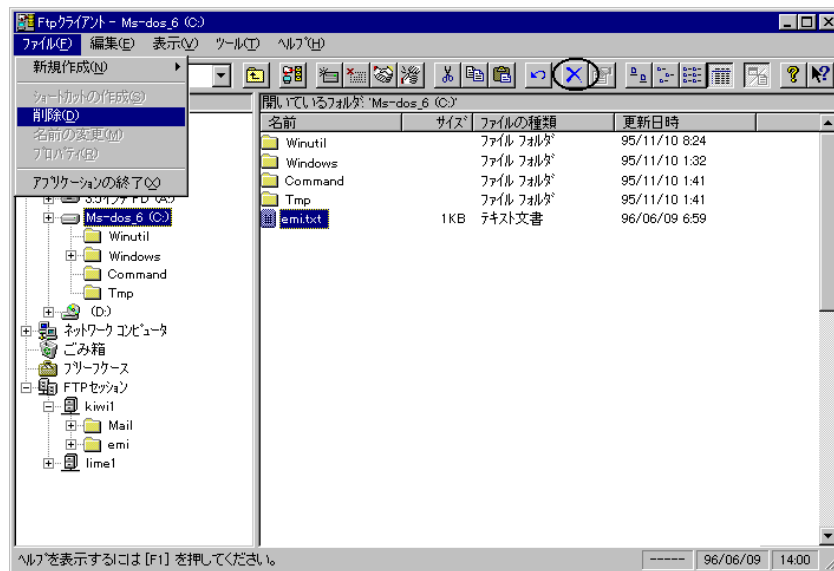 Ftpクライアント - Ms-dos_6 (C:)
ファイル(F) 編集(E) 表示(V) ツール(T) ヘルプ(H)
新規作成(N)
ショートカットの作成(S)
削除(D)
名前の変更(M)
プロパティ(R)
アプリケーションの終了(X)
開いているフォルダ: 'Ms-dos_6 (C:)'
名前 サイズ ファイルの種類 更新日時
Winutil ファイル フォルダ 95/11/10 8:24
Windows ファイル フォルダ 95/11/10 1:32
Command ファイル フォルダ 95/11/10 1:41
Tmp ファイル フォルダ 95/11/10 1:41
emi.txt 1KB テキスト文書 96/06/09 6:59
3.5インチ FD (A:)
Ms-dos_6 (C:)
Winutil
Windows
Command
Tmp
(D:)
ネットワーク コンピュータ
ごみ箱
ブリーフケース
FTPセッション
kiwi1
Mail
emi
lime1
ヘルプを表示するには [F1] を押してください。
----- 96/06/09 14:00